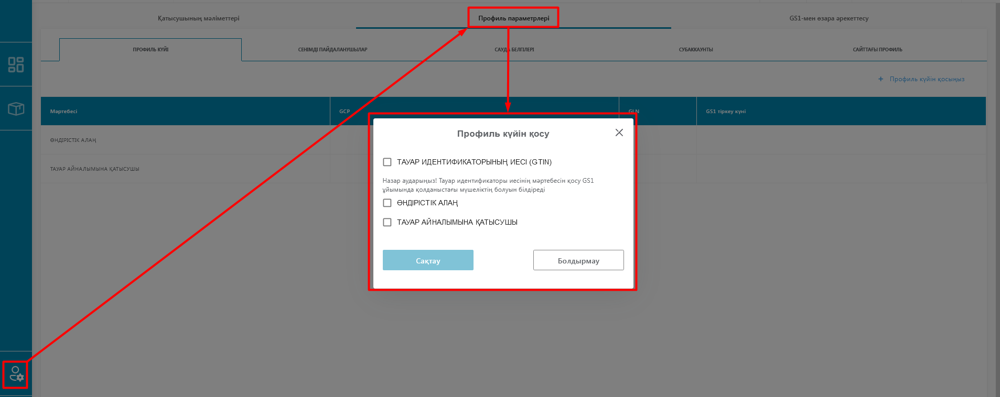 Қатысушының мәліметтері
Профиль параметрлері
GS1-мен өзара әрекеттесу
ПРОФИЛЬ КҮЙІ
СЕНІМДІ ПАЙДАЛАНУШЫЛАР
САУДА БЕЛГІЛЕРІ
СУБАККАУНТЫ
САЙТТАҒЫ ПРОФИЛЬ
+ Профиль күйін қосыңыз
Мәртебесі
GCP
GLN
GS1 тіркеу күні
ӨНДІРІСТІК АЛАҢ
ТАУАР АЙНАЛЫМЫНА ҚАТЫСУШЫ
Профиль күйін қосу
ТАУАР ИДЕНТИФИКАТОРЫНЫҢ ИЕСІ (GTIN)
Назар аударыңыз! Тауар идентификаторы иесінің мәртебесін қосу GS1
ұйымында қолданыстағы мүшеліктің болуын білдіреді
ӨНДІРІСТІК АЛАҢ
ТАУАР АЙНАЛЫМЫНА ҚАТЫСУШЫ
Сақтау
Болдырмау